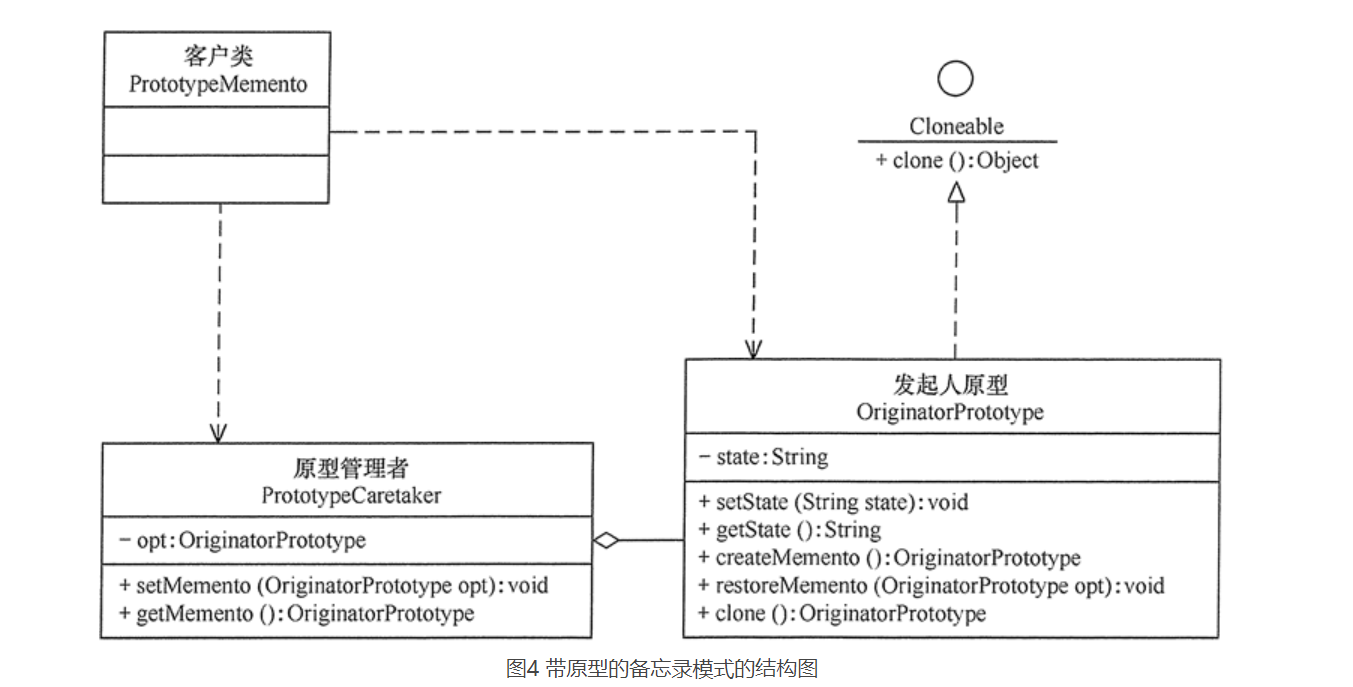 客户类
PrototypeMemento
Cloneable
+ clone ():Object
发起人原型
OriginatorPrototype
- state:String
+ setState (String state):void
+ getState ():String
+ createMemento ():OriginatorPrototype
+ restoreMemento (OriginatorPrototype opt):void
+ clone ():OriginatorPrototype
原型管理者
PrototypeCaretaker
- opt:OriginatorPrototype
+ setMemento (OriginatorPrototype opt):void
+ getMemento ():OriginatorPrototype
图4 带原型的备忘录模式的结构图